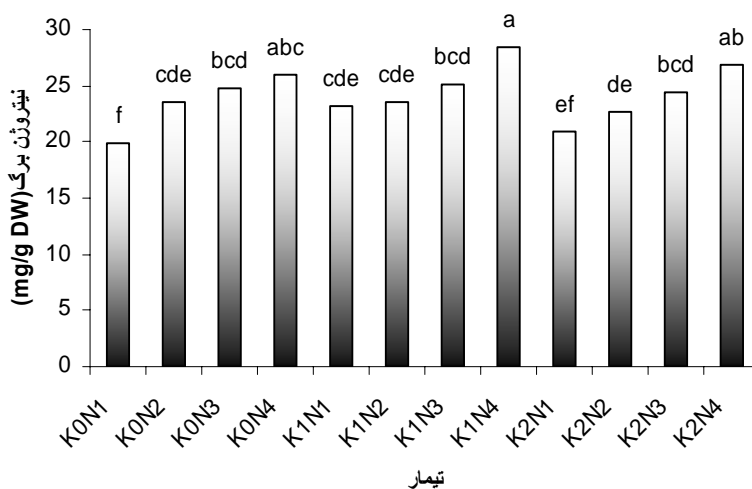 نیتروژن برگ (mg/g DW)
30
25
20
15
10
5
0
f
cde
bcd
abc
cde
cde
bcd
a
ef
de
bcd
ab
K0N1
K0N2
K0N3
K0N4
K1N1
K1N2
K1N3
K1N4
K2N1
K2N2
K2N3
K2N4
تیمار